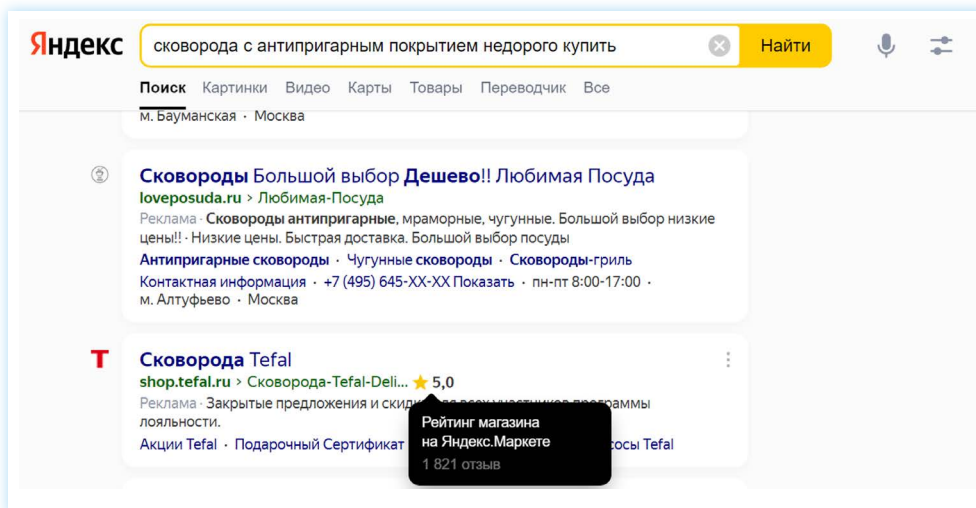 Яндекс
сковорода с антипригарным покрытием недорого купить
Найти
Поиск Картинки Видео Карты Товары Переводчик Все
м. Бауманская · Москва
Сковороды Большой выбор Дешево!! Любимая Посуда
loveposuda.ru > Любимая-Посуда
Реклама · Сковороды антипригарные, мраморные, чугунные. Большой выбор низкие
цены!! · Низкие цены. Быстрая доставка. Большой выбор посуды
Антипригарные сковороды · Чугунные сковороды · Сковороды-гриль
Контактная информация · +7 (495) 645-XX-XX Показать · пн-пт 8:00-17:00 ·
м. Алтуфьево · Москва
T
Сковорода Tefal
shop.tefal.ru > Сковорода-Tefal-Deli... 5,0
Реклама · Закрытые предложения и программы
лояльности.
Акции Tefal · Подарочный Сертификат Tefal
Рейтинг магазина
на Яндекс.Маркете
1 821 отзыв